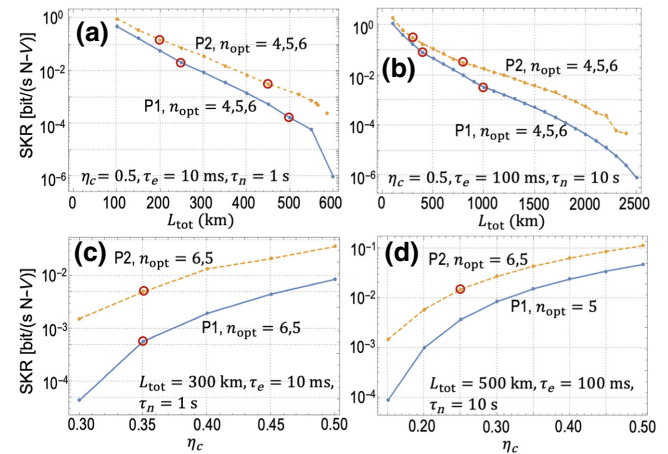 (a)
P2, n_opt = 4,5,6
P1, n_opt = 4,5,6
η_c = 0.5, τ_e = 10 ms, τ_n = 1 s
SKR [bit/(s N-V)]
10^0
10^-2
10^-4
10^-6
0 100 200 300 400 500 600
L_tot (km)
(b)
P2, n_opt = 4,5,6
P1, n_opt = 4,5,6
η_c = 0.5, τ_e = 100 ms, τ_n = 10 s
10^0
10^-2
10^-4
10^-6
0 400 800 1200 1600 2000 2400
L_tot (km)
(c)
P2, n_opt = 6,5
P1, n_opt = 6,5
L_tot = 300 km, τ_e = 10 ms,
τ_n = 1 s
SKR [bit/(s N-V)]
10^-2
10^-3
10^-4
0.30 0.35 0.40 0.45 0.50
η_c
(d)
P2, n_opt = 6,5
P1, n_opt = 5
L_tot = 500 km, τ_e = 100 ms,
τ_n = 10 s
10^-1
10^-2
10^-3
10^-4
0.20 0.25 0.30 0.35 0.40 0.45 0.50
η_c